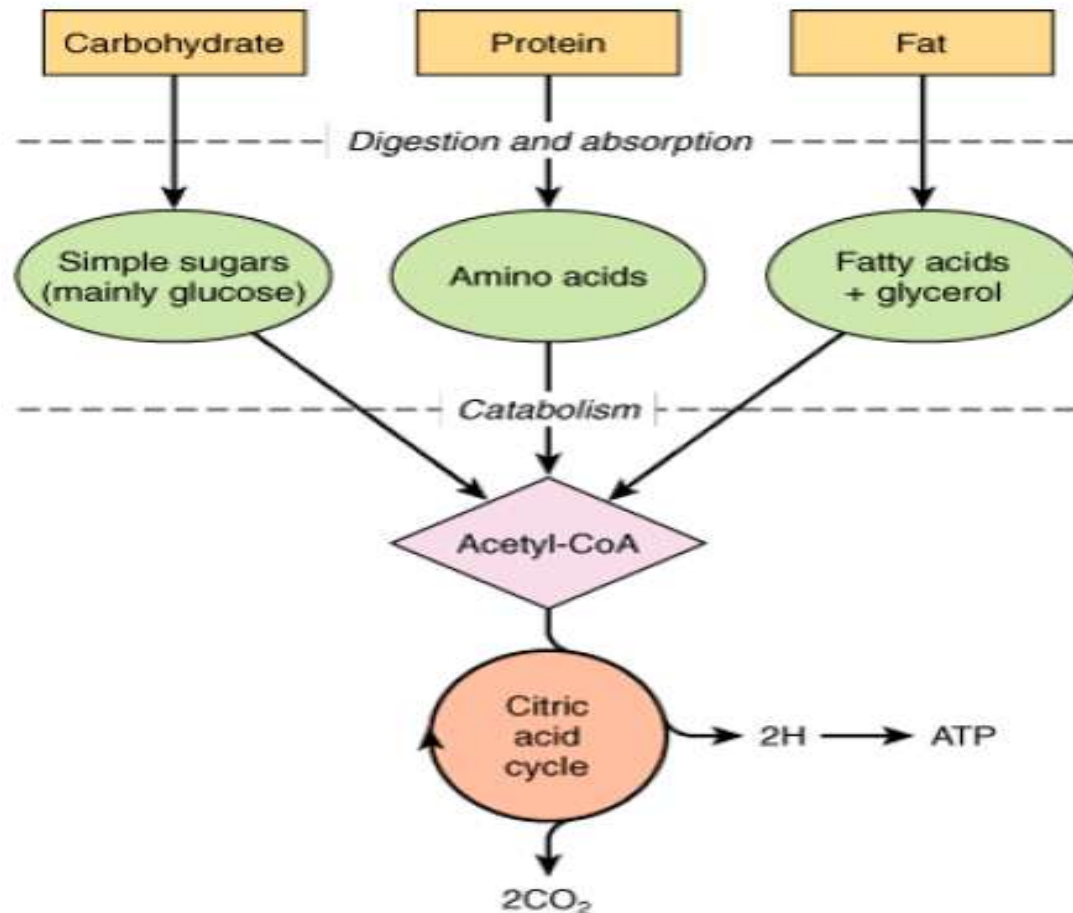 Carbohydrate
Protein
Fat
Digestion and absorption
Simple sugars
(mainly glucose)
Amino acids
Fatty acids
+ glycerol
Catabolism
Acetyl-CoA
Citric
acid
cycle
2H
ATP
2CO₂